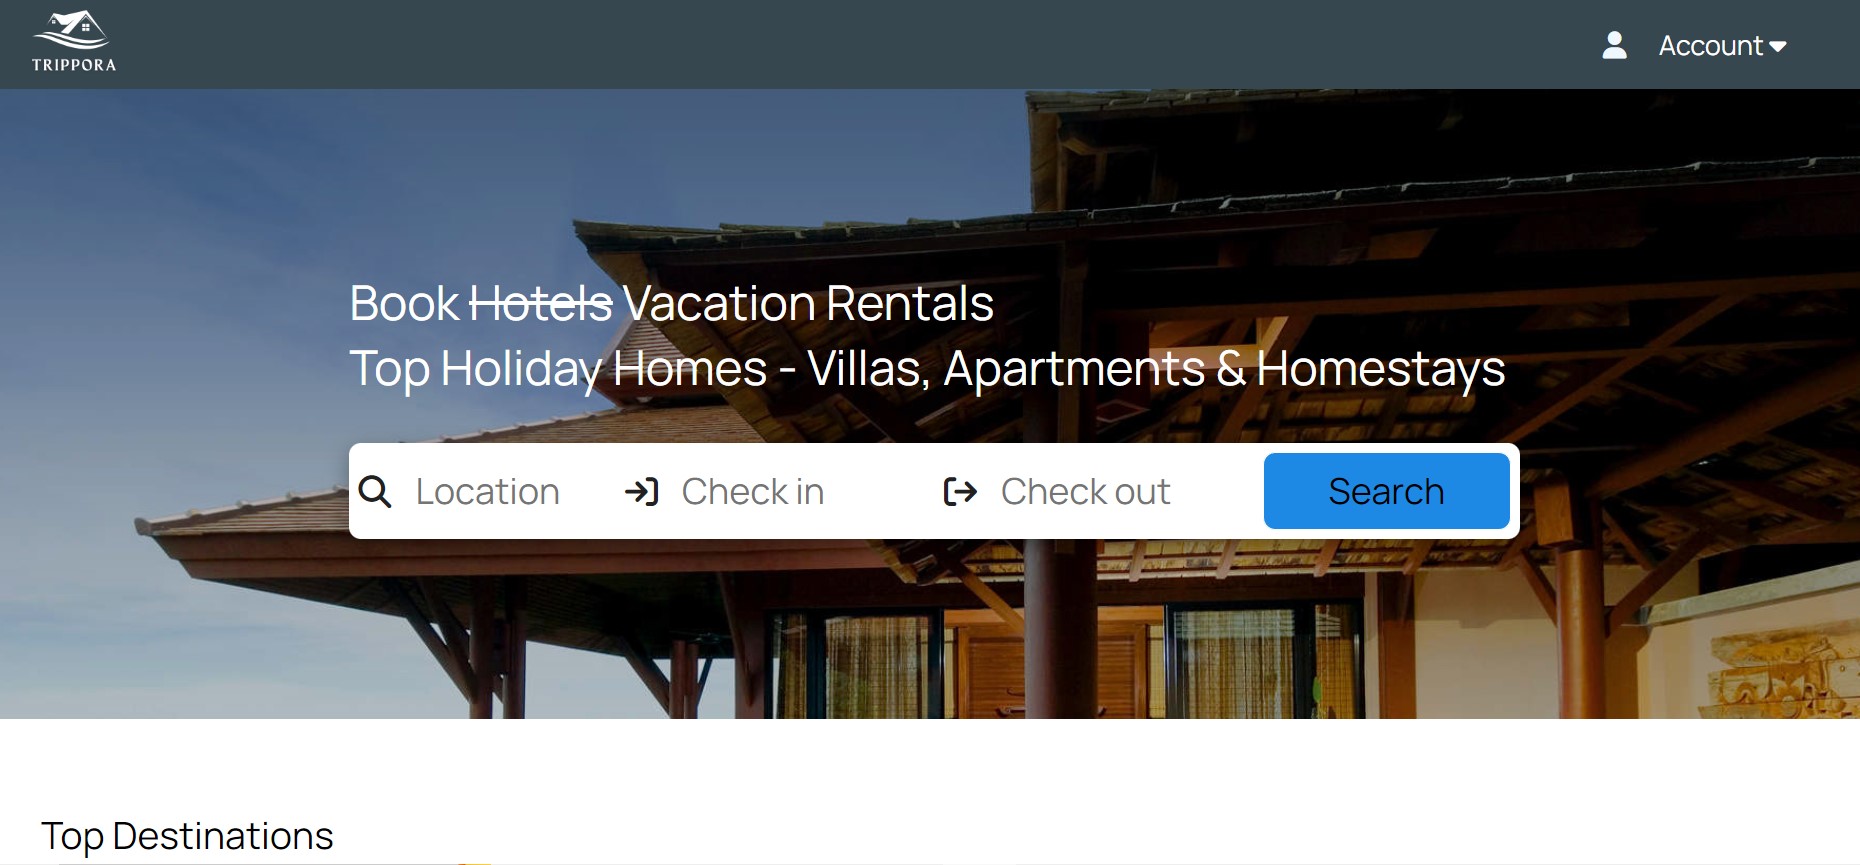 TRIPPORA
Account
Book Hotels Vacation Rentals
Top Holiday Homes - Villas, Apartments & Homestays
Location Check in Check out Search
Top Destinations